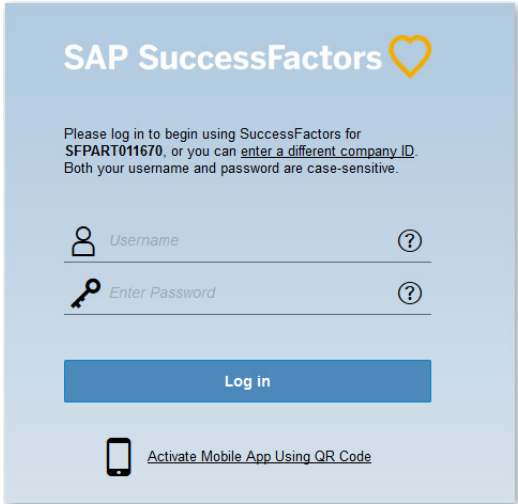 SAP SuccessFactors
Please log in to begin using SuccessFactors for
SFPART011670, or you can enter a different company ID.
Both your username and password are case-sensitive.
Username
?
Enter Password
?
Log in
Activate Mobile App Using QR Code